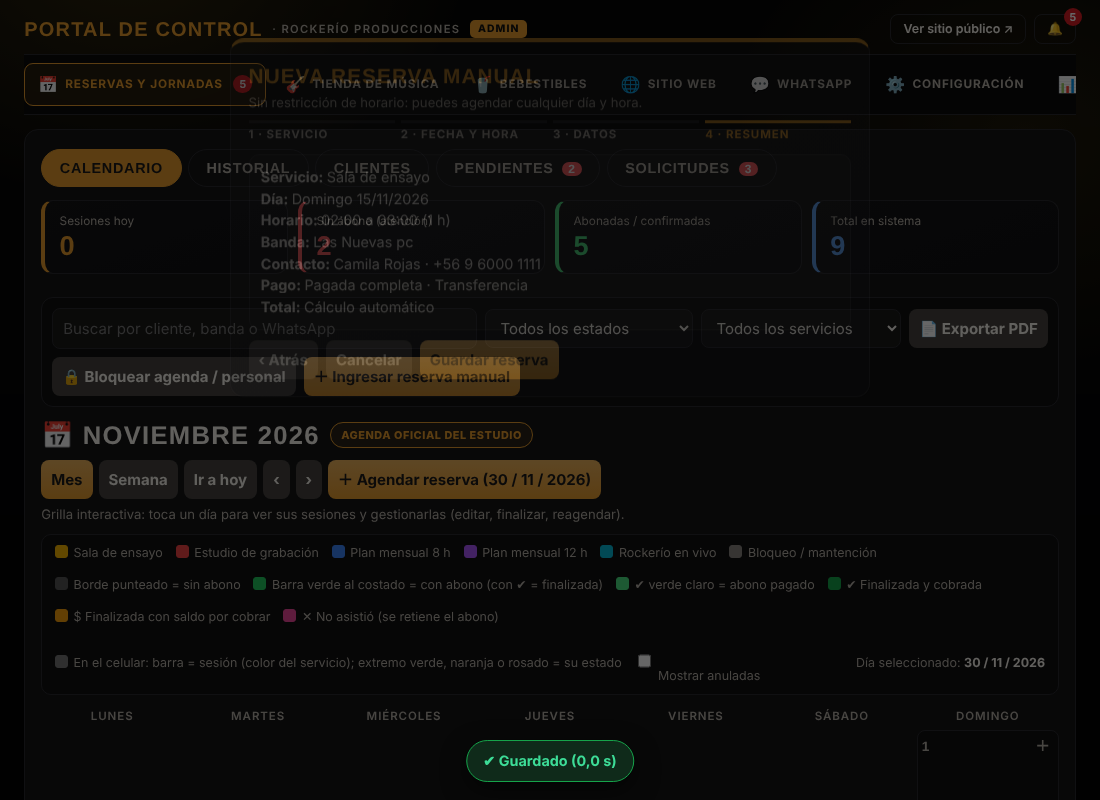 PORTAL DE CONTROL · ROCKERÍO PRODUCCIONES ADMIN
Ver sitio público ↗ 5
RESERVAS Y JORNADAS 5 TIENDA DE MÚSICA BEBESTIBLES SITIO WEB WHATSAPP CONFIGURACIÓN
NUEVA RESERVA MANUAL
Sin restricción de horario: puedes agendar cualquier día y hora.
1 · SERVICIO 2 · FECHA Y HORA 3 · DATOS 4 · RESUMEN
CALENDARIO HISTORIAL CLIENTES PENDIENTES 2 SOLICITUDES 3
Servicio: Sala de ensayo
Día: Domingo 15/11/2026
Horario: 02:00 a 03:00 (1 h)
Banda: Las Nuevas pc
Contacto: Camila Rojas · +56 9 6000 1111
Pago: Pagada completa · Transferencia
Total: Cálculo automático
‹ Atrás Cancelar Guardar reserva
Sesiones hoy
0
Sin abono
2
Abonadas / confirmadas
5
Total en sistema
9
Buscar por cliente, banda o WhatsApp Todos los estados Todos los servicios Exportar PDF
Bloquear agenda / personal + Ingresar reserva manual
NOVIEMBRE 2026 AGENDA OFICIAL DEL ESTUDIO
Mes Semana Ir a hoy ‹ › + Agendar reserva (30 / 11 / 2026)
Grilla interactiva: toca un día para ver sus sesiones y gestionarlas (editar, finalizar, reagendar).
Sala de ensayo Estudio de grabación Plan mensual 8 h Plan mensual 12 h Rockerío en vivo Bloqueo / mantención
Borde punteado = sin abono Barra verde al costado = con abono (con ✔ = finalizada) ✔ verde claro = abono pagado ✔ Finalizada y cobrada
$ Finalizada con saldo por cobrar ✕ No asistió (se retiene el abono)
En el celular: barra = sesión (color del servicio); extremo verde, naranja o rosado = su estado Mostrar anuladas Día seleccionado: 30 / 11 / 2026
LUNES MARTES MIÉRCOLES JUEVES VIERNES SÁBADO DOMINGO
1 +
✔ Guardado (0,0 s)